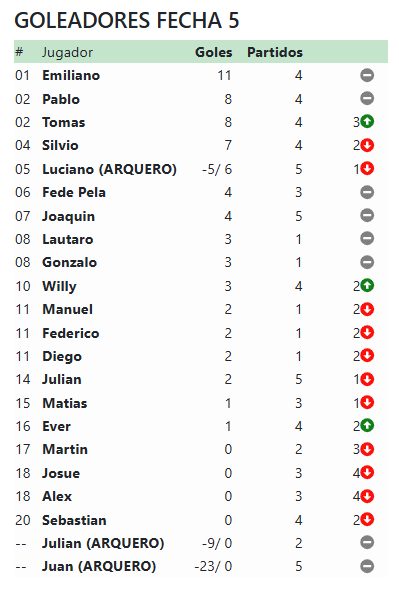 GOLEADORES FECHA 5
# Jugador Goles Partidos
01 Emiliano 11 4
02 Pablo 8 4
02 Tomas 8 4 3
04 Silvio 7 4 2
05 Luciano (ARQUERO) -5/ 6 5 1
06 Fede Pela 4 3
07 Joaquin 4 5
08 Lautaro 3 1
08 Gonzalo 3 1
10 Willy 3 4 2
11 Manuel 2 1 2
11 Federico 2 1 2
11 Diego 2 1 2
14 Julian 2 5 1
15 Matias 1 3 1
16 Ever 1 4 2
17 Martin 0 2 3
18 Josue 0 3 4
18 Alex 0 3 4
20 Sebastian 0 4 2
-- Julian (ARQUERO) -9/ 0 2
-- Juan (ARQUERO) -23/ 0 5